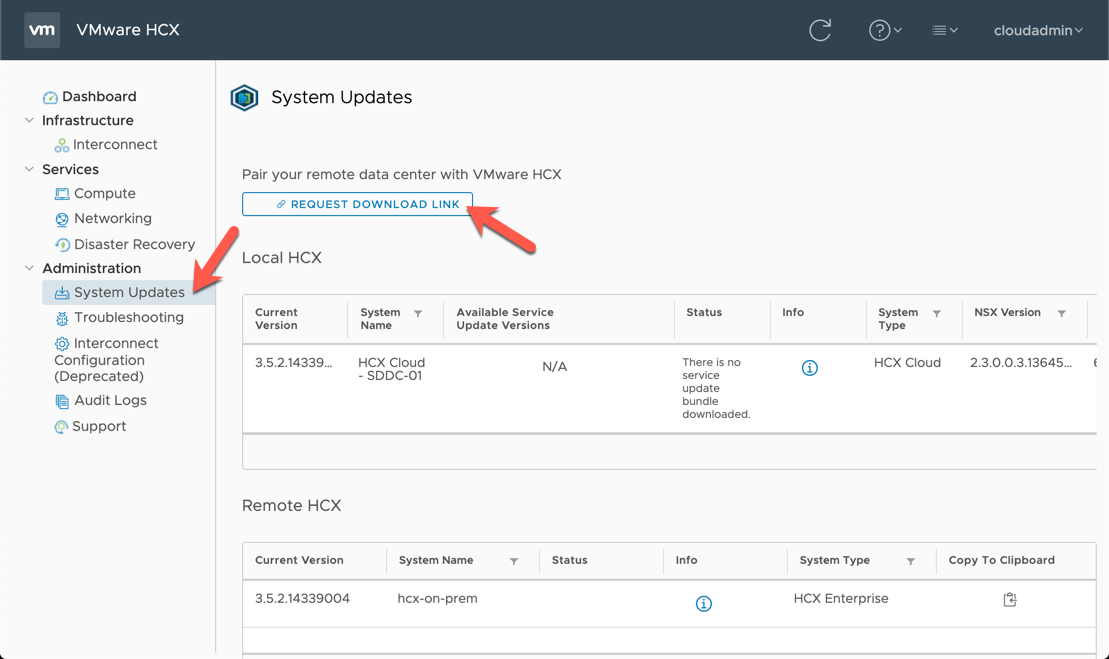 vm VMware HCX
cloudadmin
Dashboard
Infrastructure
Interconnect
Services
Compute
Networking
Disaster Recovery
Administration
System Updates
Troubleshooting
Interconnect
Configuration
(Deprecated)
Audit Logs
Support
System Updates
Pair your remote data center with VMware HCX
REQUEST DOWNLOAD LINK
Local HCX
Current
Version
System
Name
Available Service
Update Versions
Status
Info
System
Type
NSX Version
3.5.2.14339...
HCX Cloud
- SDDC-01
N/A
There is no
service
update
bundle
downloaded.
HCX Cloud
2.3.0.0.3.13645...
Remote HCX
Current Version
System Name
Status
Info
System Type
Copy To Clipboard
3.5.2.14339004
hcx-on-prem
HCX Enterprise